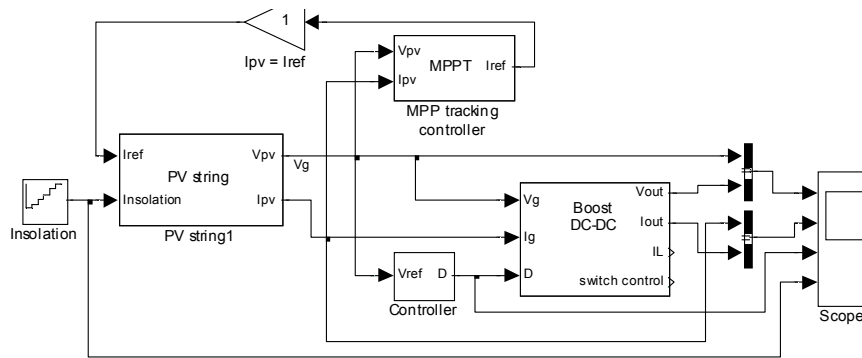 1
Ipv = Iref
Vpv
Ipv
MPPT
Iref
MPP tracking
controller
Iref
Insolation
PV string
Vpv
Ipv
PV string1
Vg
Insolation
Vg
Ig
D
Boost
DC-DC
Vout
Iout
IL
switch control
Vref
D
Controller
Scope